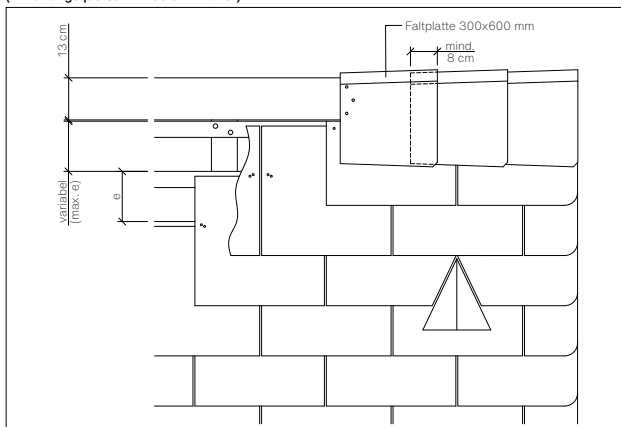 Faltplatte 300x600 mm
mind.
8 cm
13 cm
variabel
(max. e)
e